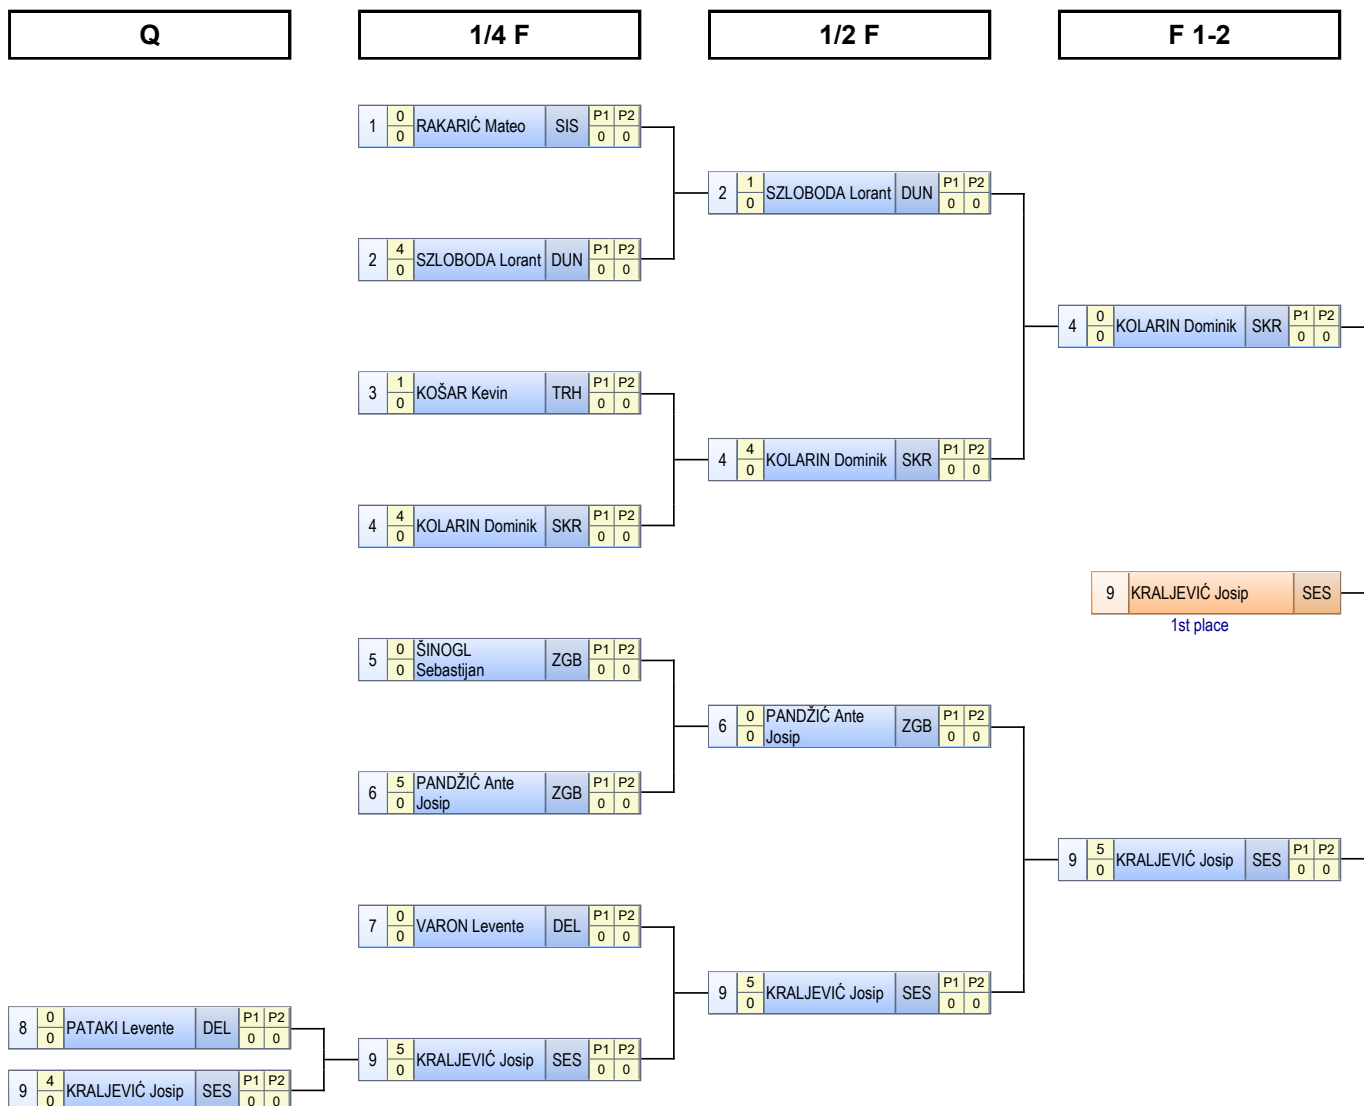 Q 1/4 F 1/2 F F 1-2
1 0 0 RAKARIĆ Mateo SIS P1 P2 0 0
2 1 0 SZLOBODA Lorant DUN P1 P2 0 0
2 4 0 SZLOBODA Lorant DUN P1 P2 0 0
4 0 0 KOLARIN Dominik SKR P1 P2 0 0
3 1 0 KOŠAR Kevin TRH P1 P2 0 0
4 4 0 KOLARIN Dominik SKR P1 P2 0 0
4 4 0 KOLARIN Dominik SKR P1 P2 0 0
9 KRALJEVIĆ Josip SES
1st place
5 0 0 ŠINOGL
Sebastijan ZGB P1 P2 0 0
6 0 0 PANDŽIĆ Ante
Josip ZGB P1 P2 0 0
6 5 0 PANDŽIĆ Ante
Josip ZGB P1 P2 0 0
9 5 0 KRALJEVIĆ Josip SES P1 P2 0 0
7 0 0 VARON Levente DEL P1 P2 0 0
9 5 0 KRALJEVIĆ Josip SES P1 P2 0 0
8 0 0 PATAKI Levente DEL P1 P2 0 0
9 5 0 KRALJEVIĆ Josip SES P1 P2 0 0
9 4 0 KRALJEVIĆ Josip SES P1 P2 0 0